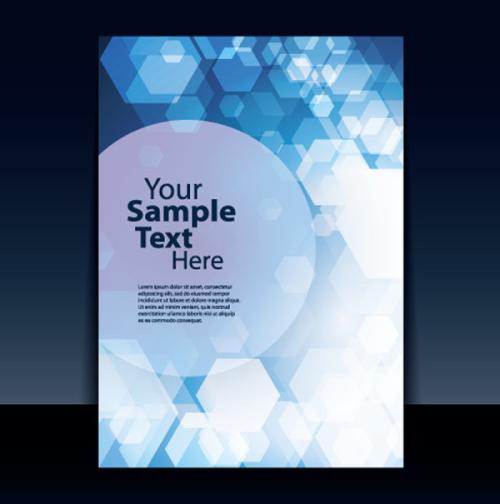 Your
Sample
Text
Here
Lorem ipsum dolor sit amet, consectetur
adipiscing elit, sed do eiusmod tempor
incididunt ut labore et dolore magna aliqua.
Ut enim ad minim veniam, quis nostrud
exercitation ullamco laboris nisi ut aliquip
ex ea commodo consequat.